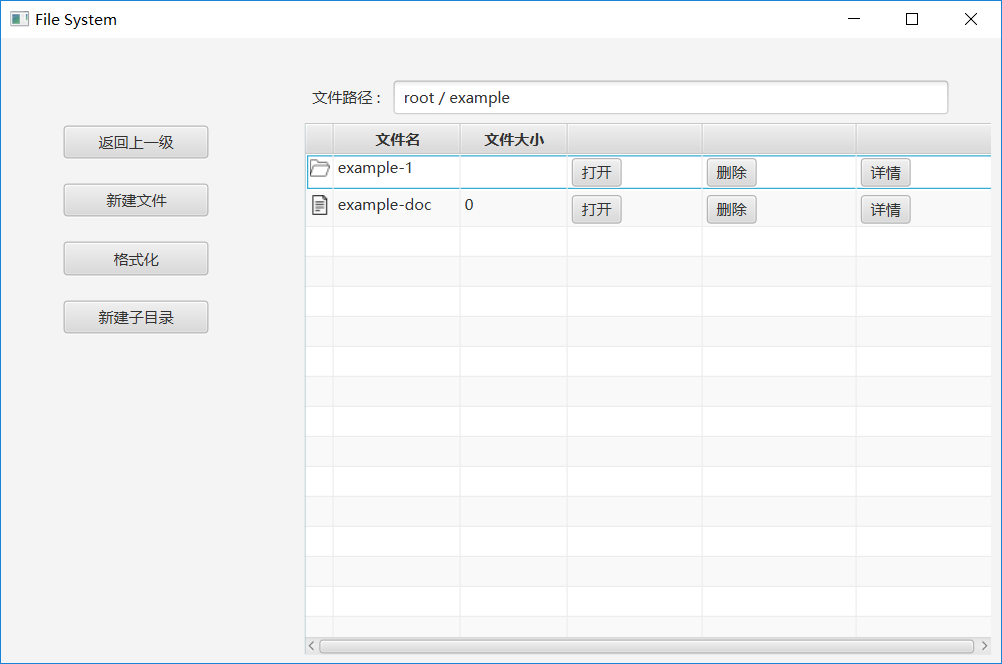 File System
文件路径： root / example
返回上一级
新建文件
格式化
新建子目录
文件名 文件大小
example-1 打开 删除 详情
example-doc 0 打开 删除 详情